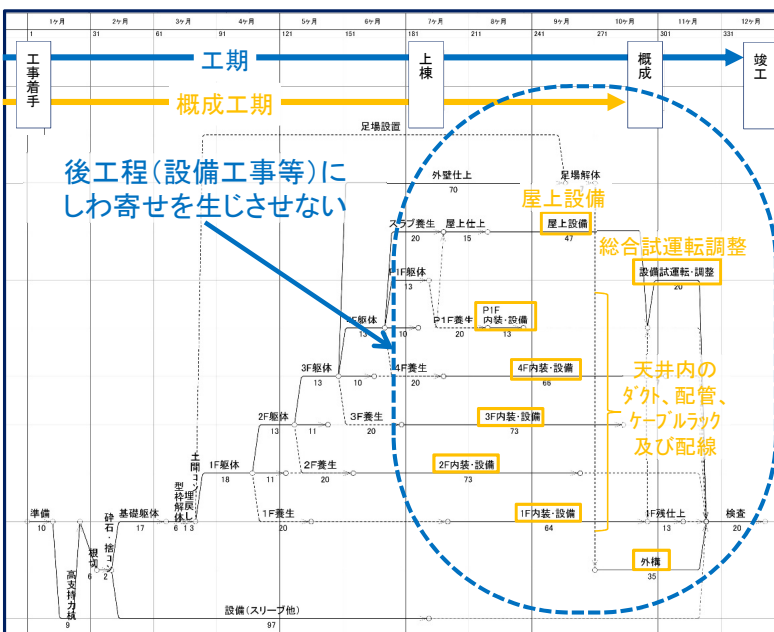 1ヶ月 2ヶ月 3ヶ月 4ヶ月 5ヶ月 6ヶ月 7ヶ月 8ヶ月 9ヶ月 10ヶ月 11ヶ月 12ヶ月
1 31 61 91 121 151 181 211 241 271 301 331
工事着手
工期
上棟
概成
竣工
概成工期
足場設置
後工程(設備工事等)に
しわ寄せを生じさせない
外壁仕上
70
足場解体
7
屋上設備
スラブ養生
20
屋上仕上
15
屋上設備
47
総合試運転調整
設備試運転・調整
20
P1F躯体
13
4F躯体
13
10
P1F養生
20
P1F
内装・設備
13
3F躯体
13
10
4F養生
20
4F内装・設備
66
天井内の
ダクト、配管、
ケーブルラック
及び配線
2F躯体
13
11
3F養生
20
3F内装・設備
73
土間コン
1F躯体
18
11
2F養生
20
2F内装・設備
73
準備
10
高支持力杭
9
根切
6
砕石・捨コン
2
基礎躯体
17
型枠解体
6
埋戻し
1 3
1F養生
20
1F内装・設備
64
1F残仕上
13
検査
20
外構
35
設備(スリーブ他)
97